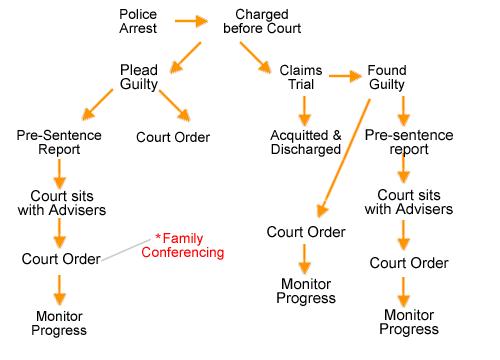 Police
Arrest
Charged
before Court
Plead
Guilty
Claims
Trial
Found
Guilty
Pre-Sentence
Report
Court Order
Acquitted &
Discharged
Pre-sentence
report
Court sits
with Advisers
Court sits
with Advisers
Court Order
*Family
Conferencing
Court Order
Court Order
Monitor
Progress
Monitor
Progress
Monitor
Progress